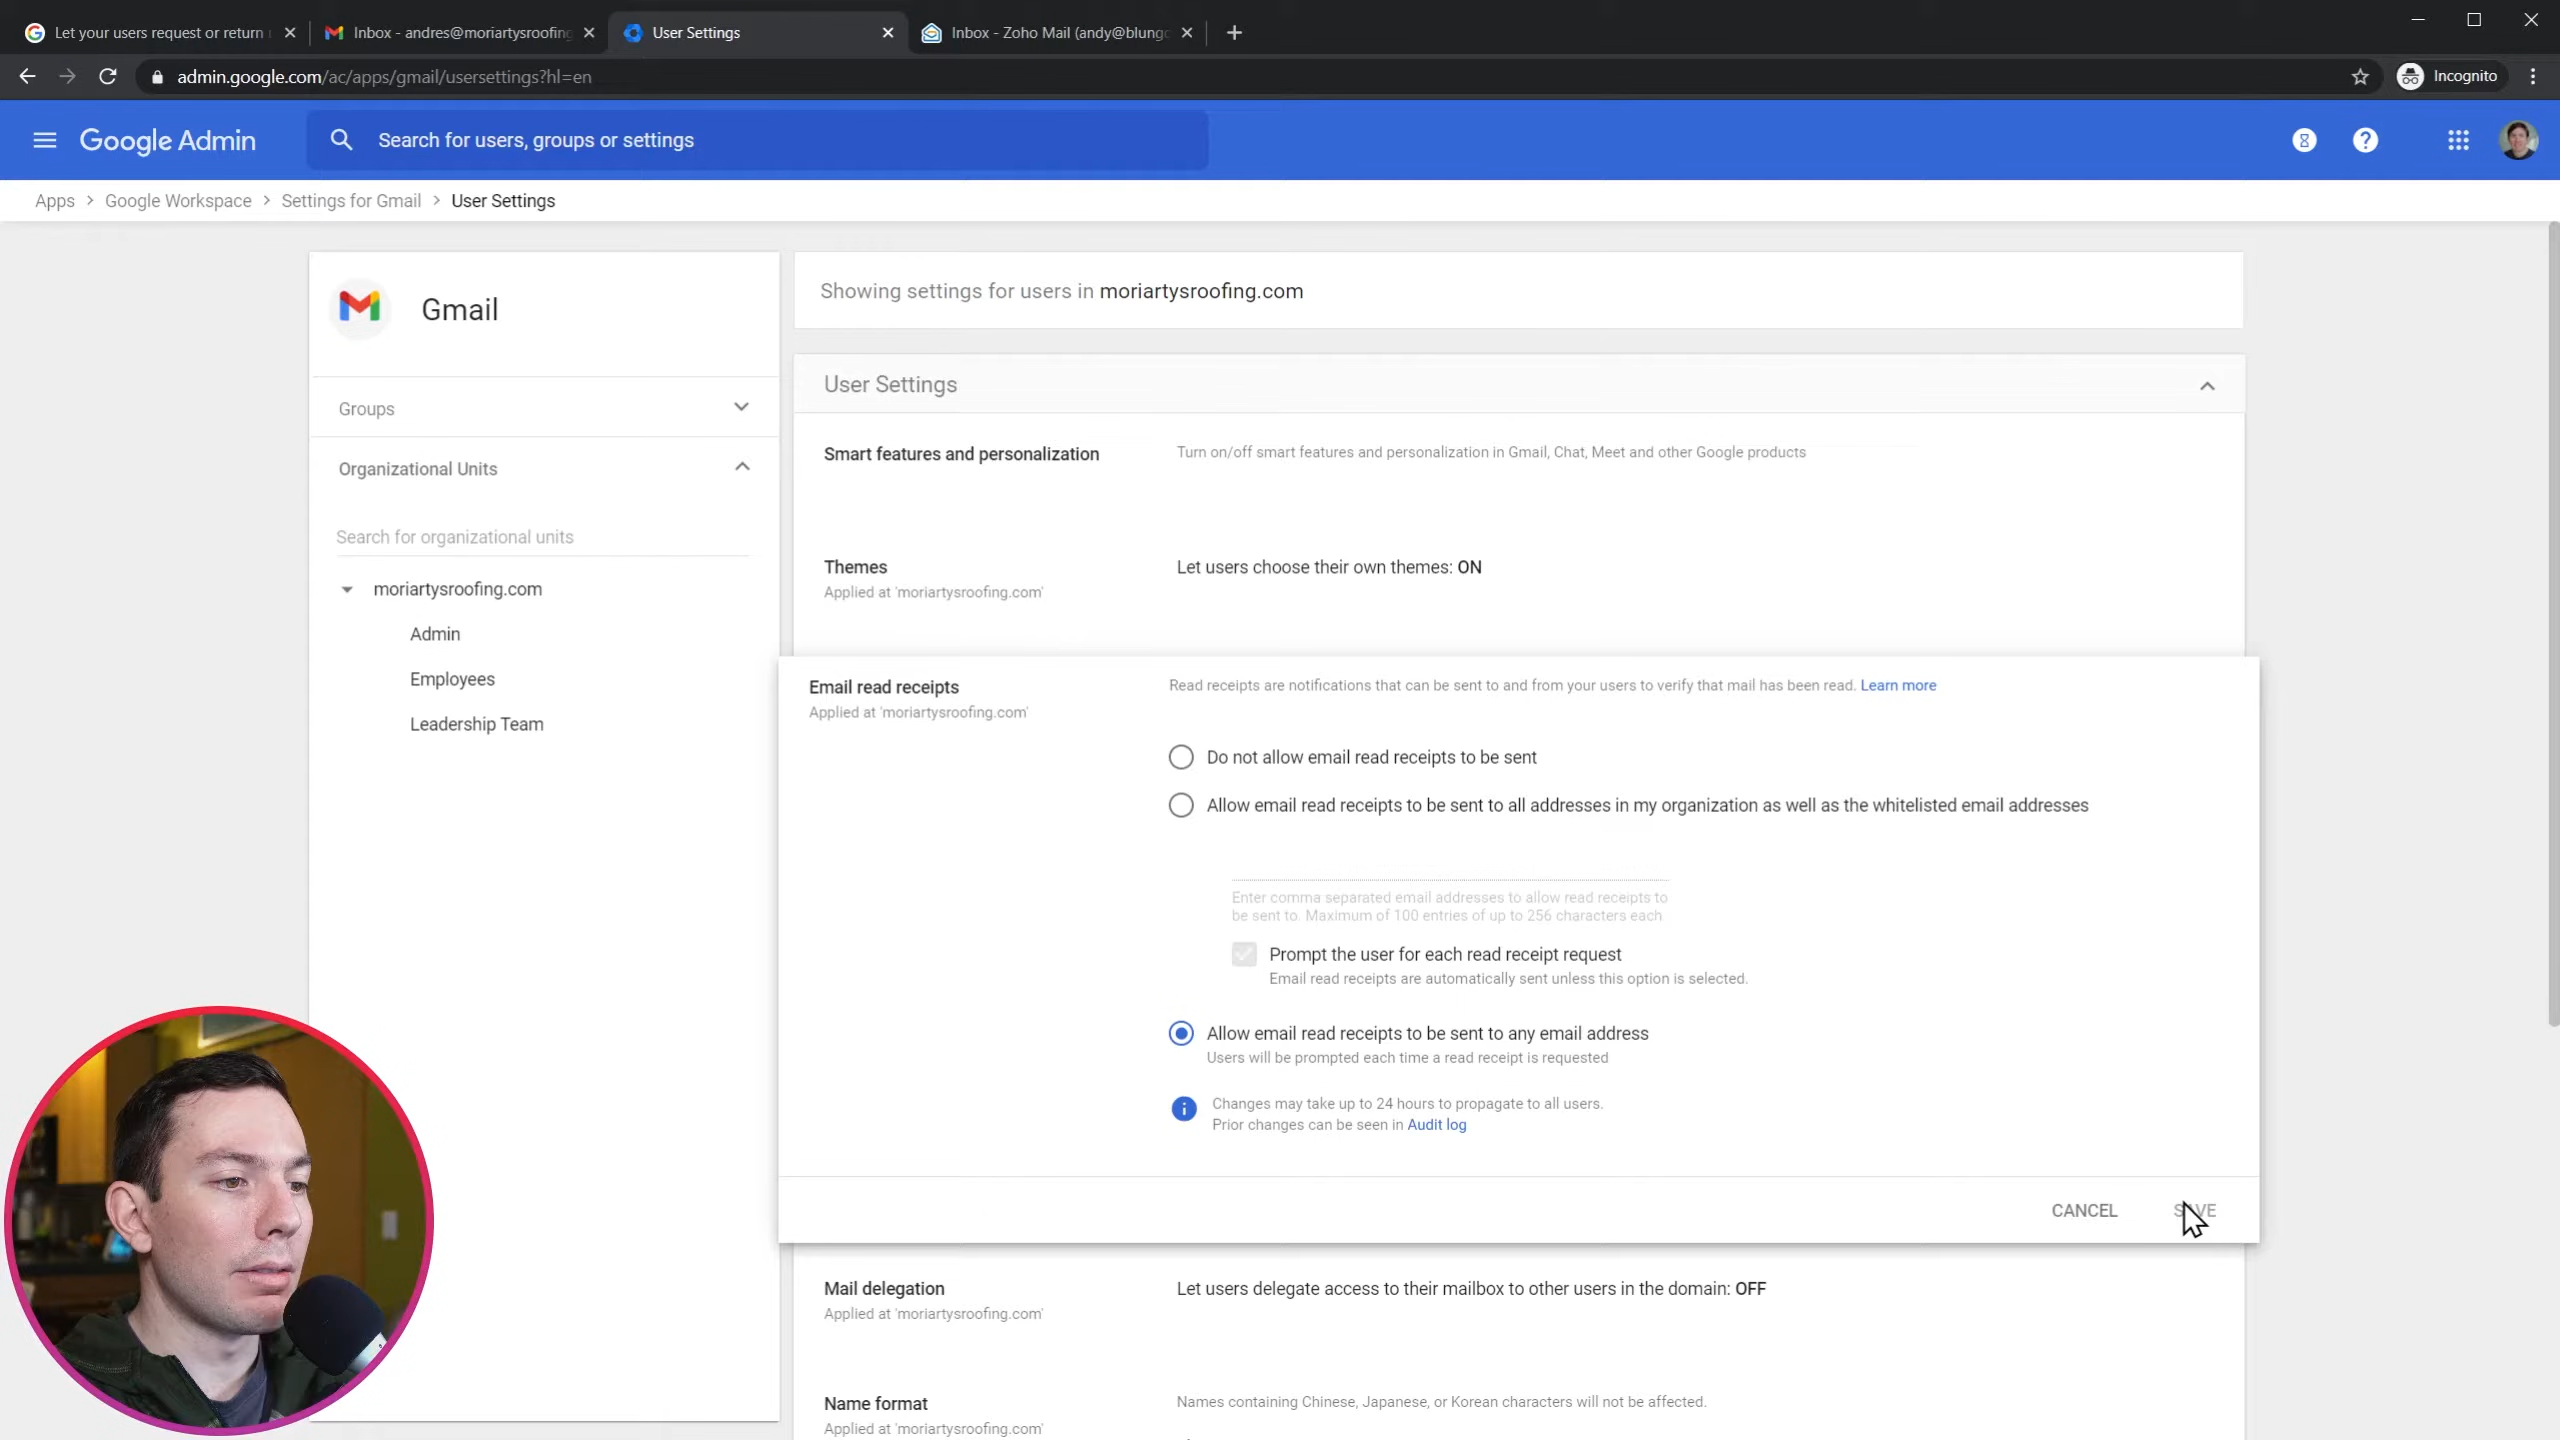 Let your users request or return
Inbox - andres@moriartysroofing
User Settings
Inbox - Zoho Mail (andy@blung
admin.google.com/ac/apps/gmail/usersettings?hl=en
Incognito
Google Admin
Search for users, groups or settings
Apps > Google Workspace > Settings for Gmail > User Settings
Gmail
Groups
Organizational Units
Search for organizational units
moriartysroofing.com
Admin
Employees
Leadership Team
Showing settings for users in moriartysroofing.com
User Settings
Smart features and personalization
Turn on/off smart features and personalization in Gmail, Chat, Meet and other Google products
Themes
Applied at 'moriartysroofing.com'
Let users choose their own themes: ON
Email read receipts
Applied at 'moriartysroofing.com'
Read receipts are notifications that can be sent to and from your users to verify that mail has been read. Learn more
Do not allow email read receipts to be sent
Allow email read receipts to be sent to all addresses in my organization as well as the whitelisted email addresses
Enter comma separated email addresses to allow read receipts to
be sent to. Maximum of 100 entries of up to 256 characters each
Prompt the user for each read receipt request
Email read receipts are automatically sent unless this option is selected.
Allow email read receipts to be sent to any email address
Users will be prompted each time a read receipt is requested
Changes may take up to 24 hours to propagate to all users.
Prior changes can be seen in Audit log
CANCEL
SAVE
Mail delegation
Applied at 'moriartysroofing.com'
Let users delegate access to their mailbox to other users in the domain: OFF
Name format
Applied at 'moriartysroofing.com'
Names containing Chinese, Japanese, or Korean characters will not be affected.